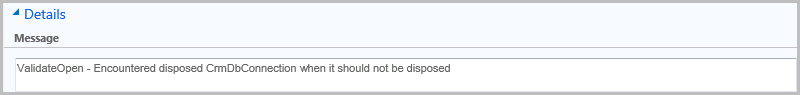 Details
Message
ValidateOpen - Encountered disposed CrmDbConnection when it should not be disposed